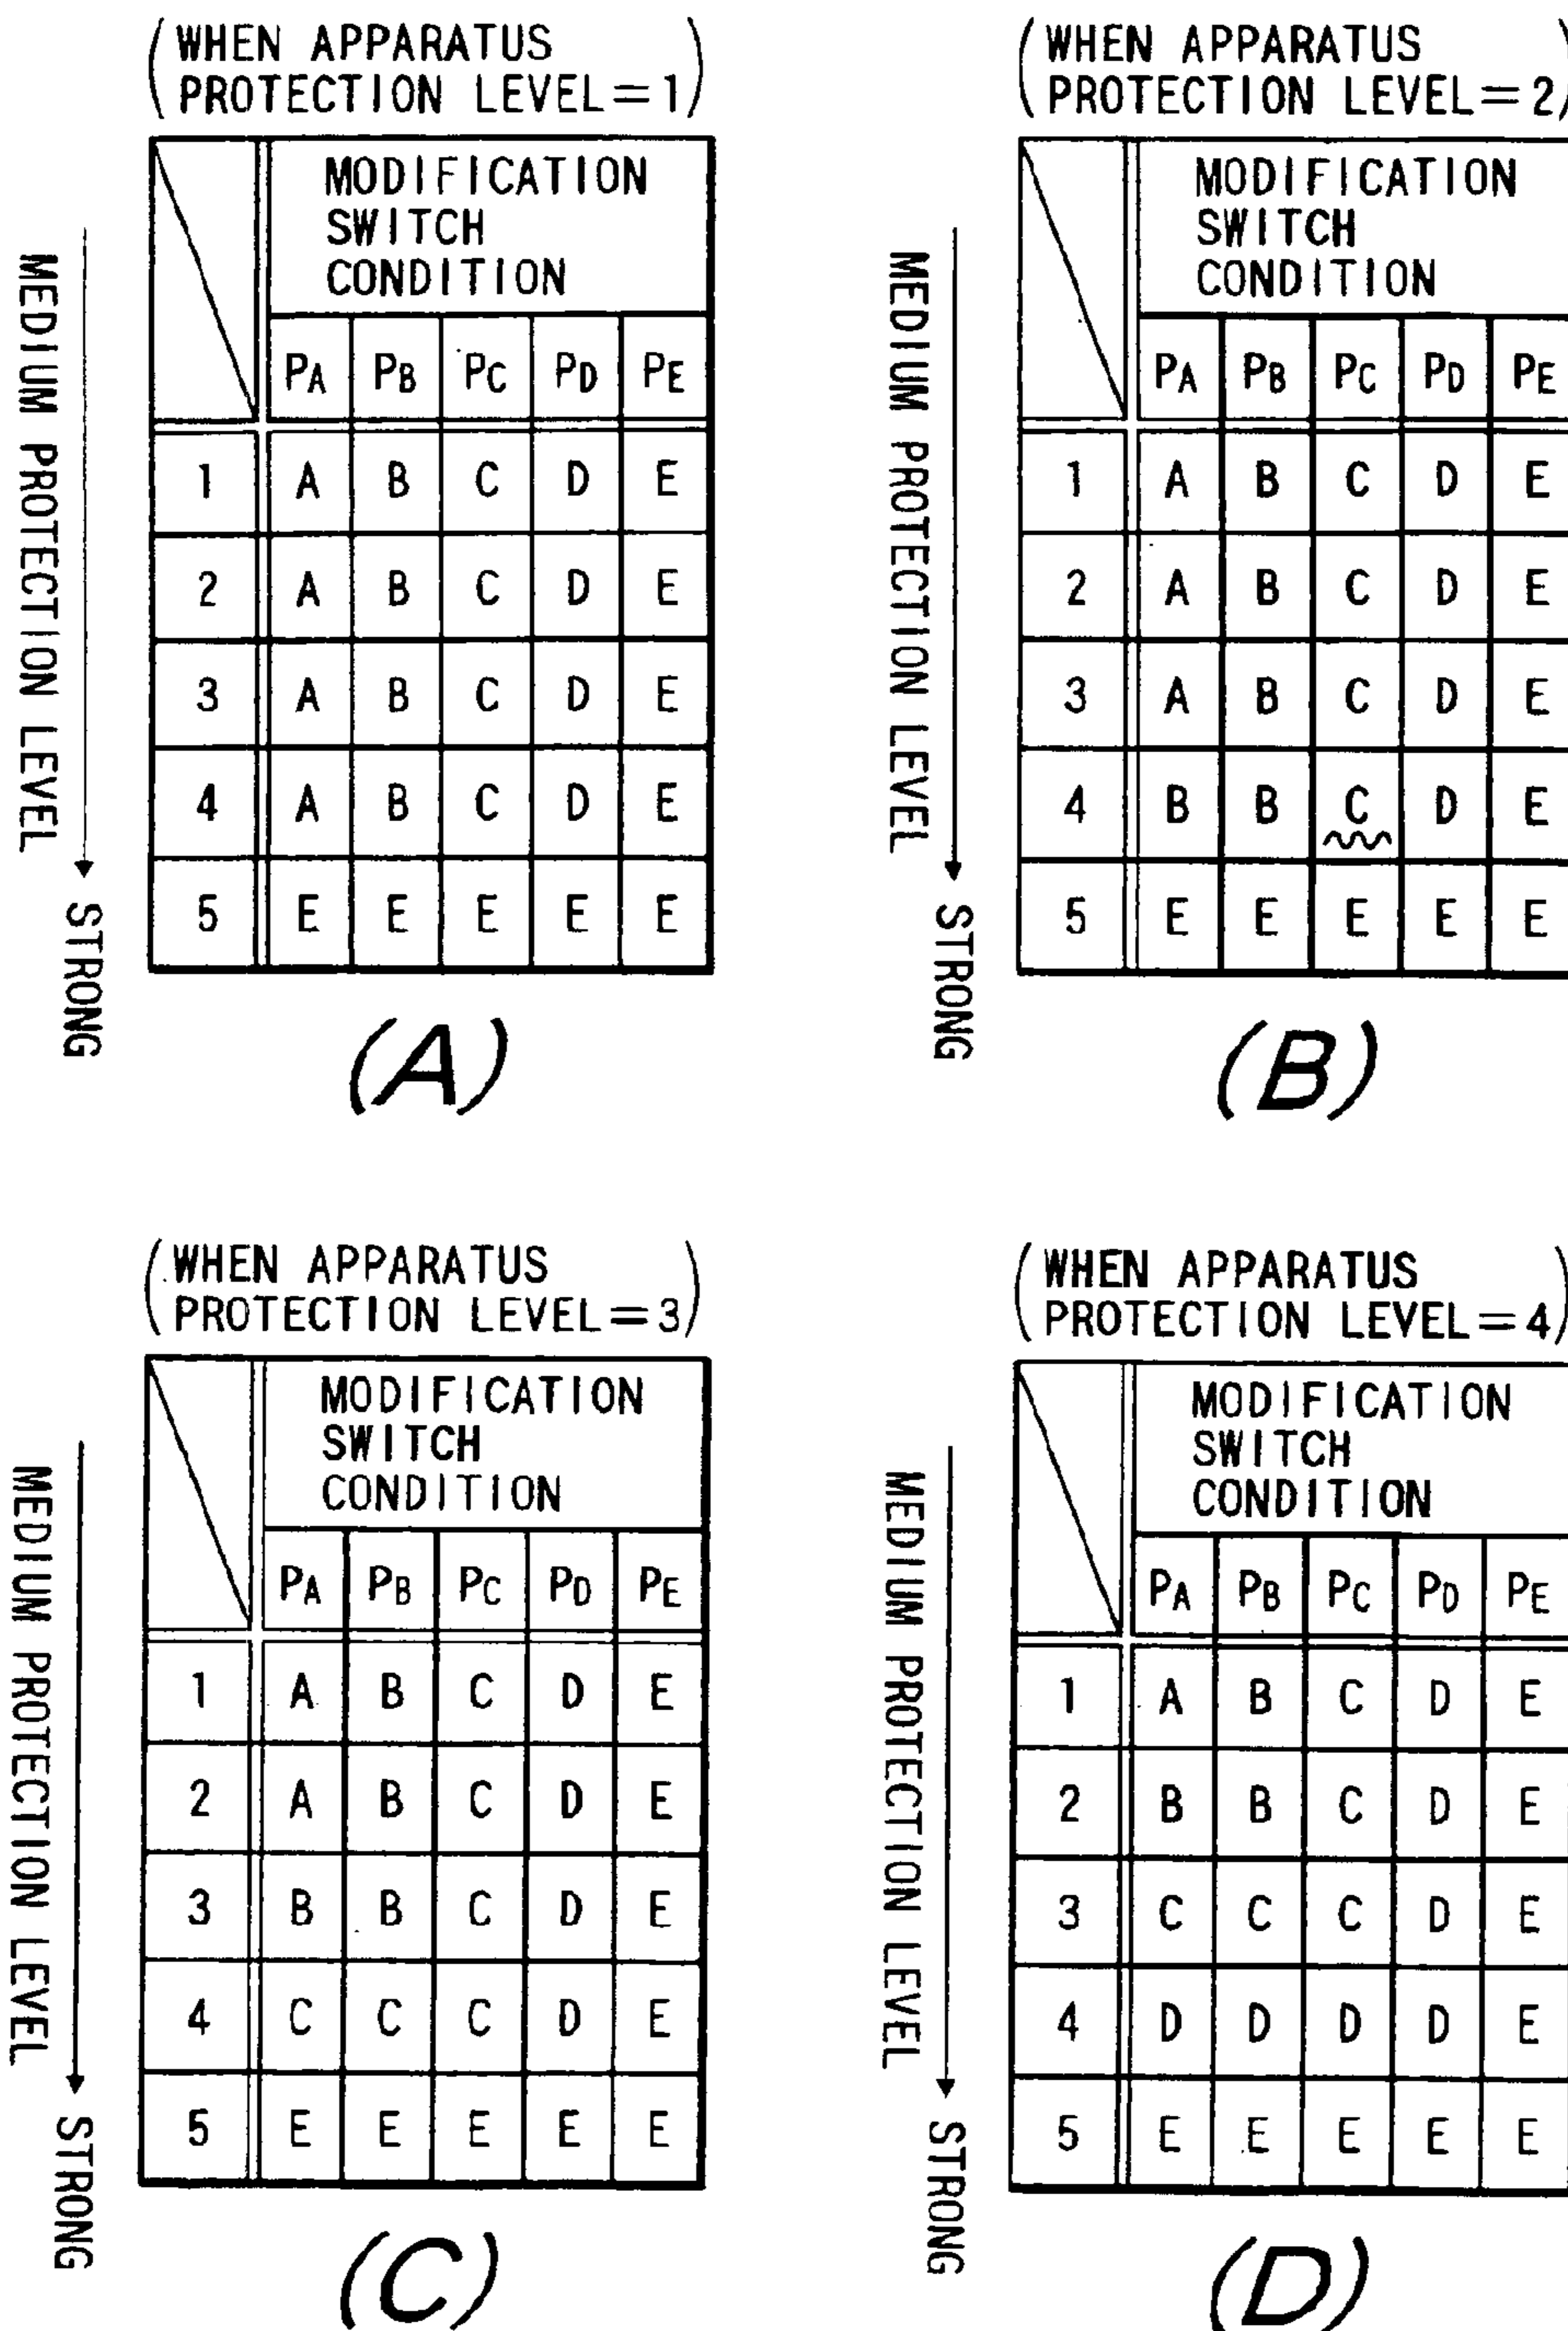 (WHEN APPARATUS
PROTECTION LEVEL=1)
MODIFICATION
SWITCH
CONDITION
PA PB PC PD PE
1 A B C D E
2 A B C D E
3 A B C D E
4 A B C D E
5 E E E E E
MEDIUM PROTECTION LEVEL
STRONG
(A)
(WHEN APPARATUS
PROTECTION LEVEL=2)
MODIFICATION
SWITCH
CONDITION
PA PB PC PD PE
1 A B C D E
2 A B C D E
3 A B C D E
4 B B C D E
5 E E E E E
MEDIUM PROTECTION LEVEL
STRONG
(B)
(WHEN APPARATUS
PROTECTION LEVEL=3)
MODIFICATION
SWITCH
CONDITION
PA PB PC PD PE
1 A B C D E
2 A B C D E
3 B B C D E
4 C C C D E
5 E E E E E
MEDIUM PROTECTION LEVEL
STRONG
(C)
(WHEN APPARATUS
PROTECTION LEVEL=4)
MODIFICATION
SWITCH
CONDITION
PA PB PC PD PE
1 A B C D E
2 B B C D E
3 C C C D E
4 D D D D E
5 E E E E E
MEDIUM PROTECTION LEVEL
STRONG
(D)